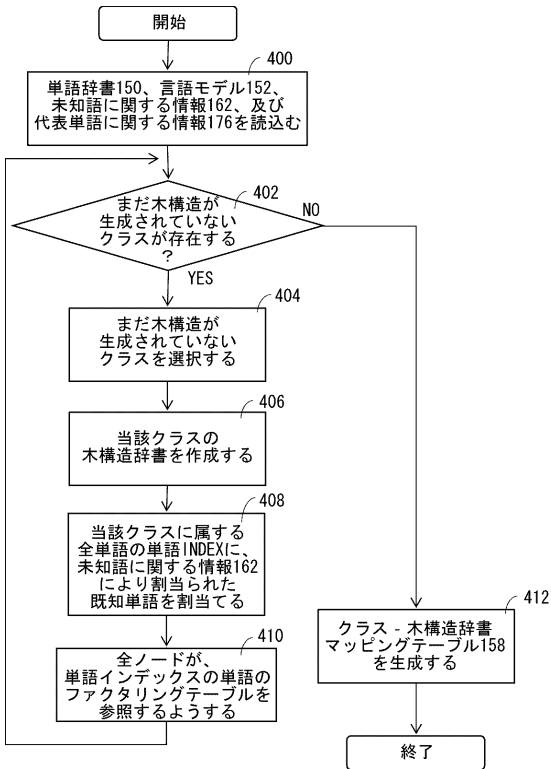 開始
400
単語辞書150、言語モデル152、
未知語に関する情報162、及び
代表単語に関する情報176を読込む
402
まだ木構造が
生成されていない
クラスが存在する
?
NO
YES
404
まだ木構造が
生成されていない
クラスを選択する
406
当該クラスの
木構造辞書を作成する
408
当該クラスに属する
全単語の単語INDEXに、
未知語に関する情報162
により割当られた
既知単語を割当てる
410
全ノードが、
単語インデックスの単語の
ファクタリングテーブルを
参照するようする
412
クラス‐木構造辞書
マッピングテーブル158
を生成する
終了